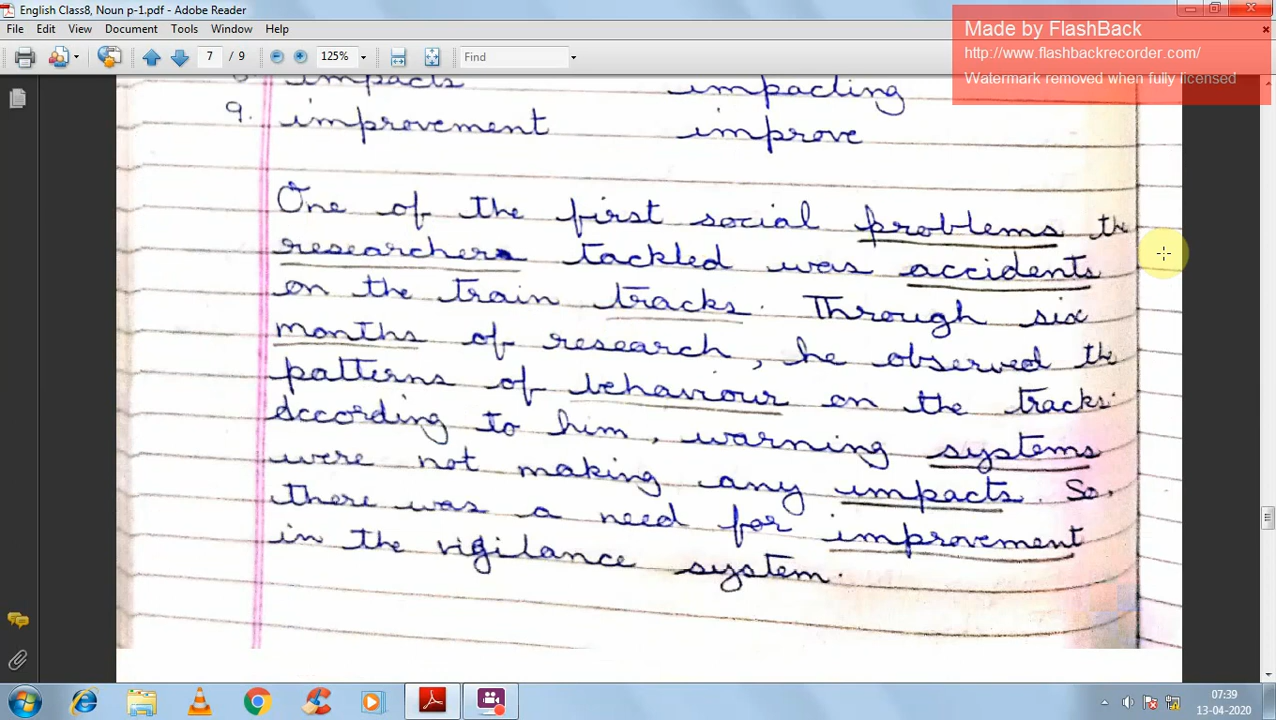 English Class8, Noun p-1.pdf - Adobe Reader
File Edit View Document Tools Window Help
Made by FlashBack
http://www.flashbackrecorder.com/
Watermark removed when fully licensed
7 / 9 125% Find
impacts impacting
9. improvement improve
One of the first social problems the
researchers tackled was accidents
on the train tracks. Through six
months of research, he observed the
patterns of behaviour on the tracks.
According to him, warning systems
were not making any impacts. So,
there was a need for improvement
in the vigilance system.
07:39
13-04-2020